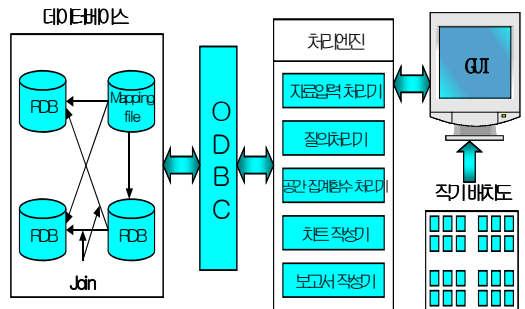 데이터베이스
RDB
Mapping
file
RDB
RDB
Join
O
D
B
C
처리엔진
자료입력 처리기
질의처리기
공간 집계함수 처리기
차트 작성기
보고서 작성기
GUI
직기 배치도